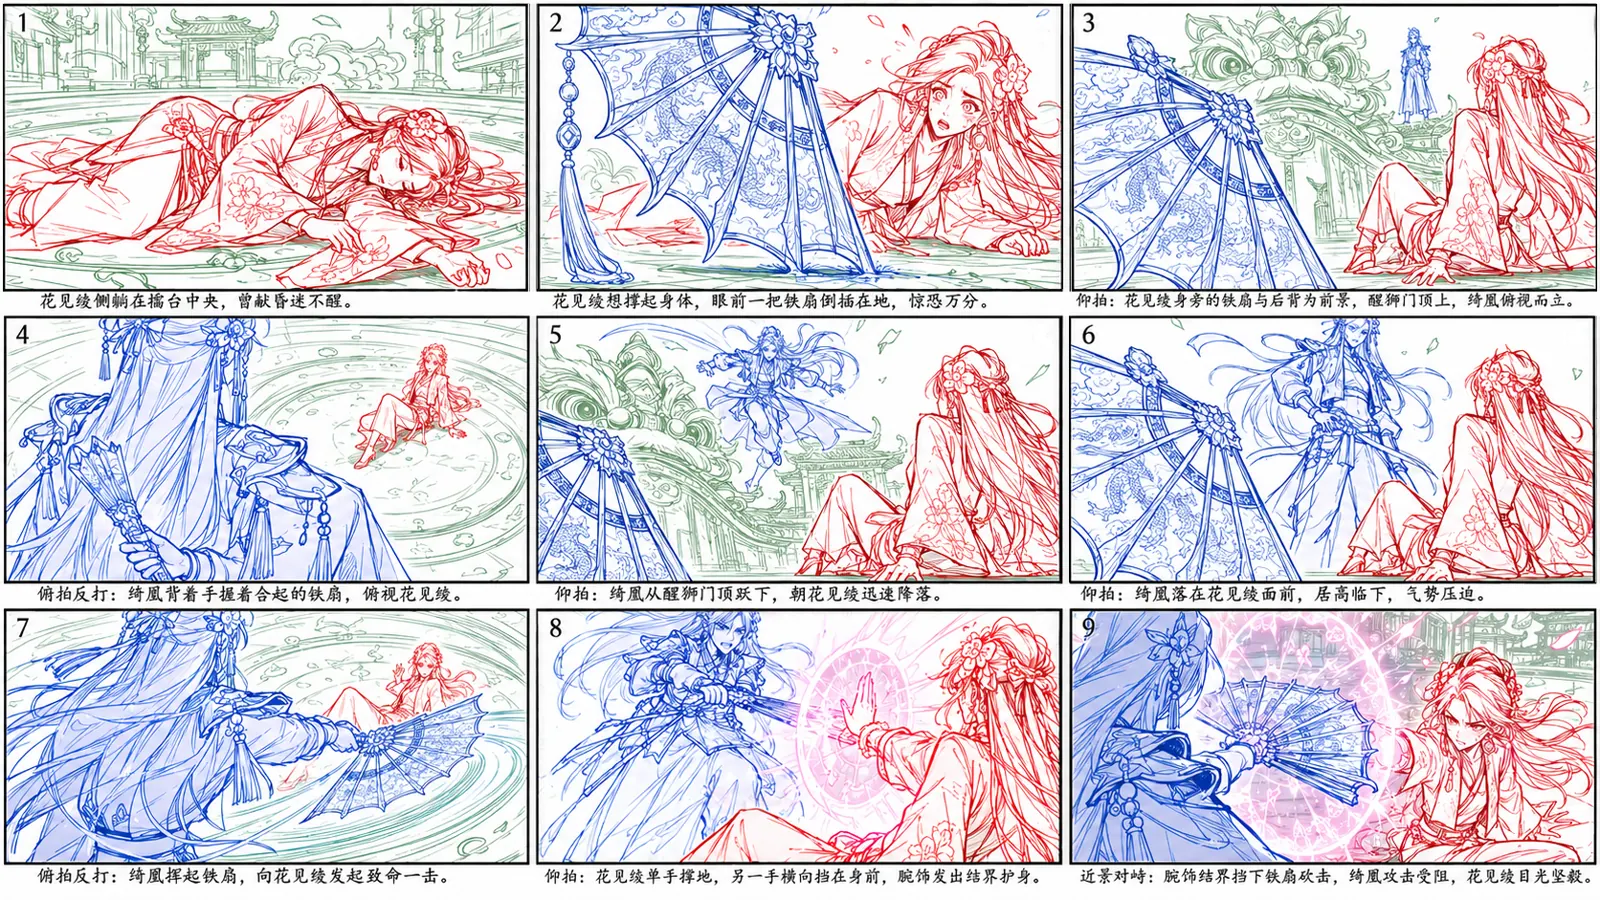 1
花见绫侧躺在擂台中央，曾献昏迷不醒。
2
花见绫想撑起身体，眼前一把铁扇倒插在地，惊恐万分。
3
仰拍：花见绫身旁的铁扇与后背为前景，醒狮门顶上，绮凰俯视而立。
4
俯拍反打：绮凰背着手握着合起的铁扇，俯视花见绫。
5
仰拍：绮凰从醒狮门顶跃下，朝花见绫迅速降落。
6
仰拍：绮凰落在花见绫面前，居高临下，气势压迫。
7
俯拍反打：绮凰挥起铁扇，向花见绫发起致命一击。
8
仰拍：花见绫单手撑地，另一手横向挡在身前，腕饰发出结界护身。
9
近景对峙：腕饰结界挡下铁扇砍击，绮凰攻击受阻，花见绫目光坚毅。